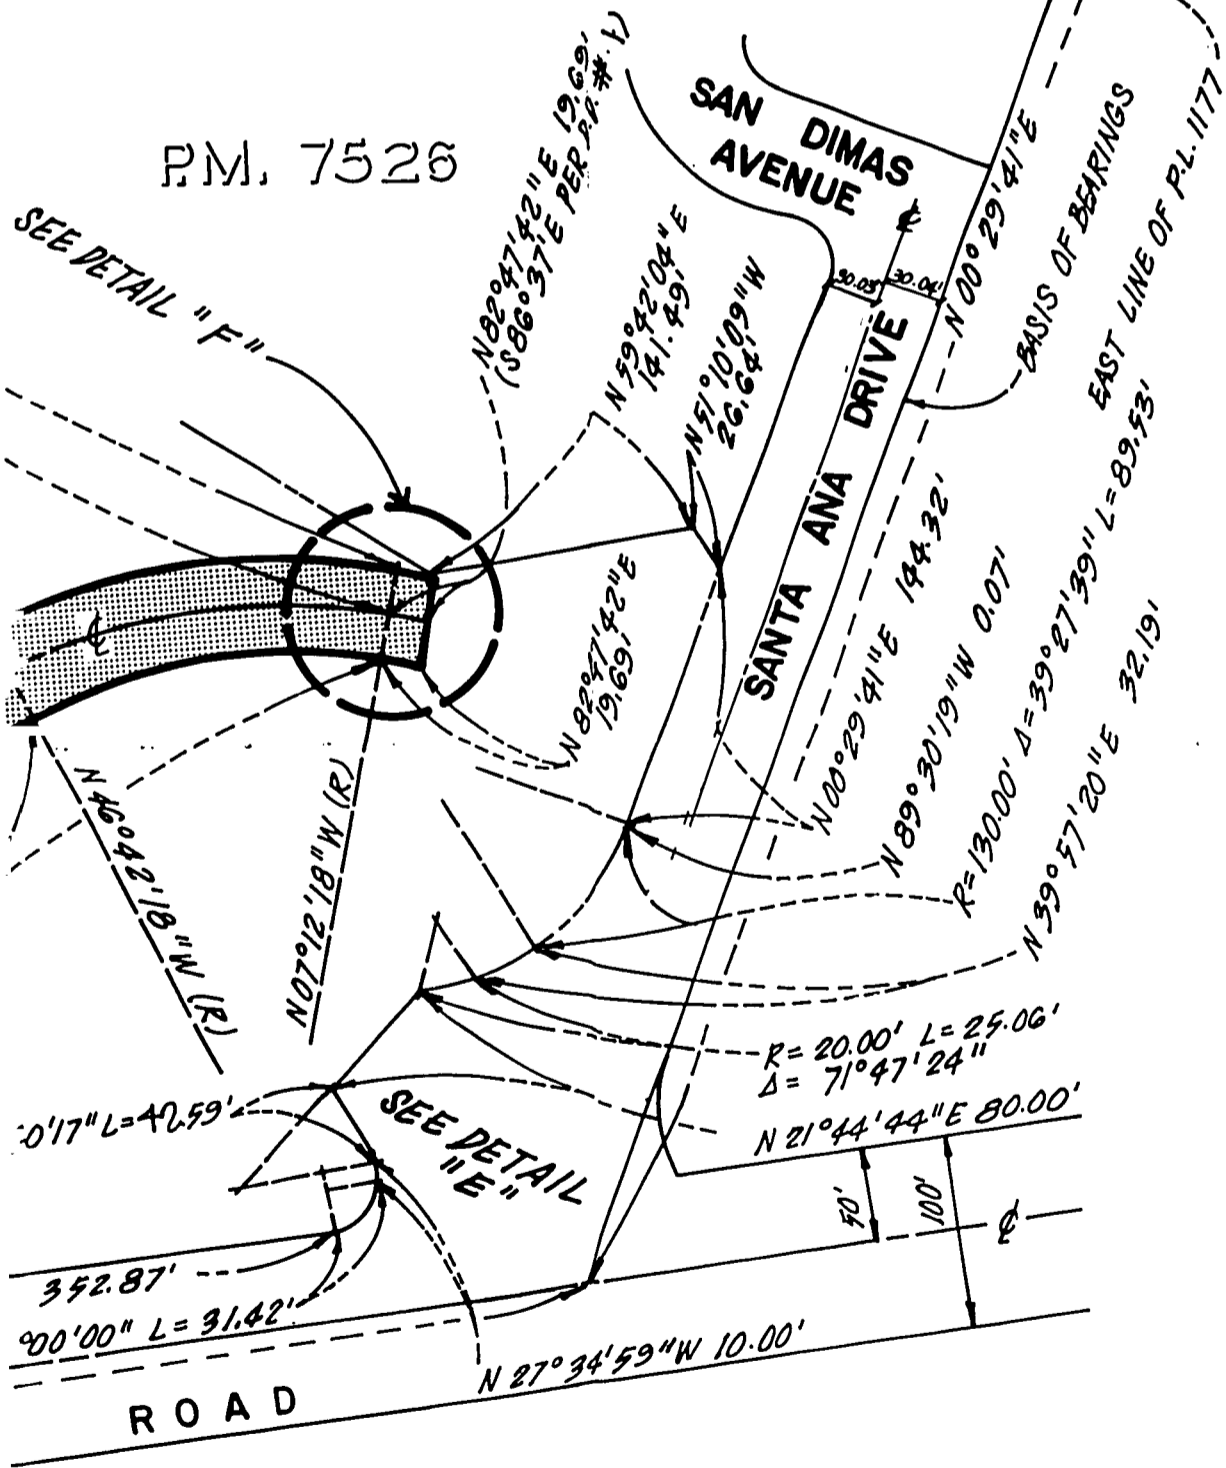 P.M. 7526
SEE DETAIL "F"
N82°47'42"E 19.69'
(S86°37'E PER D.D. #.1)
N59°42'04"E
141.49'
N51°10'09"W
26.64'
SAN DIMAS
AVENUE
℄
30.03'
30.04'
N00°29'41"E
BASIS OF BEARINGS
EAST LINE OF P.L. 1177
SANTA ANA DRIVE
℄
N82°47'42"E
19.69'
N00°29'41"E 144.32'
N89°30'19"W 0.07'
R=130.00' Δ=39°27'39" L=89.53'
N39°57'20"E 32.19'
N46°42'18"W (R)
N07°12'18"W (R)
R=20.00' L=25.06'
Δ= 71°47'24"
N21°44'44"E 80.00'
0'17" L=42.59'
SEE DETAIL
"E"
50'
100'
℄
352.87'
°00'00" L=31.42'
N27°34'59"W 10.00'
ROAD